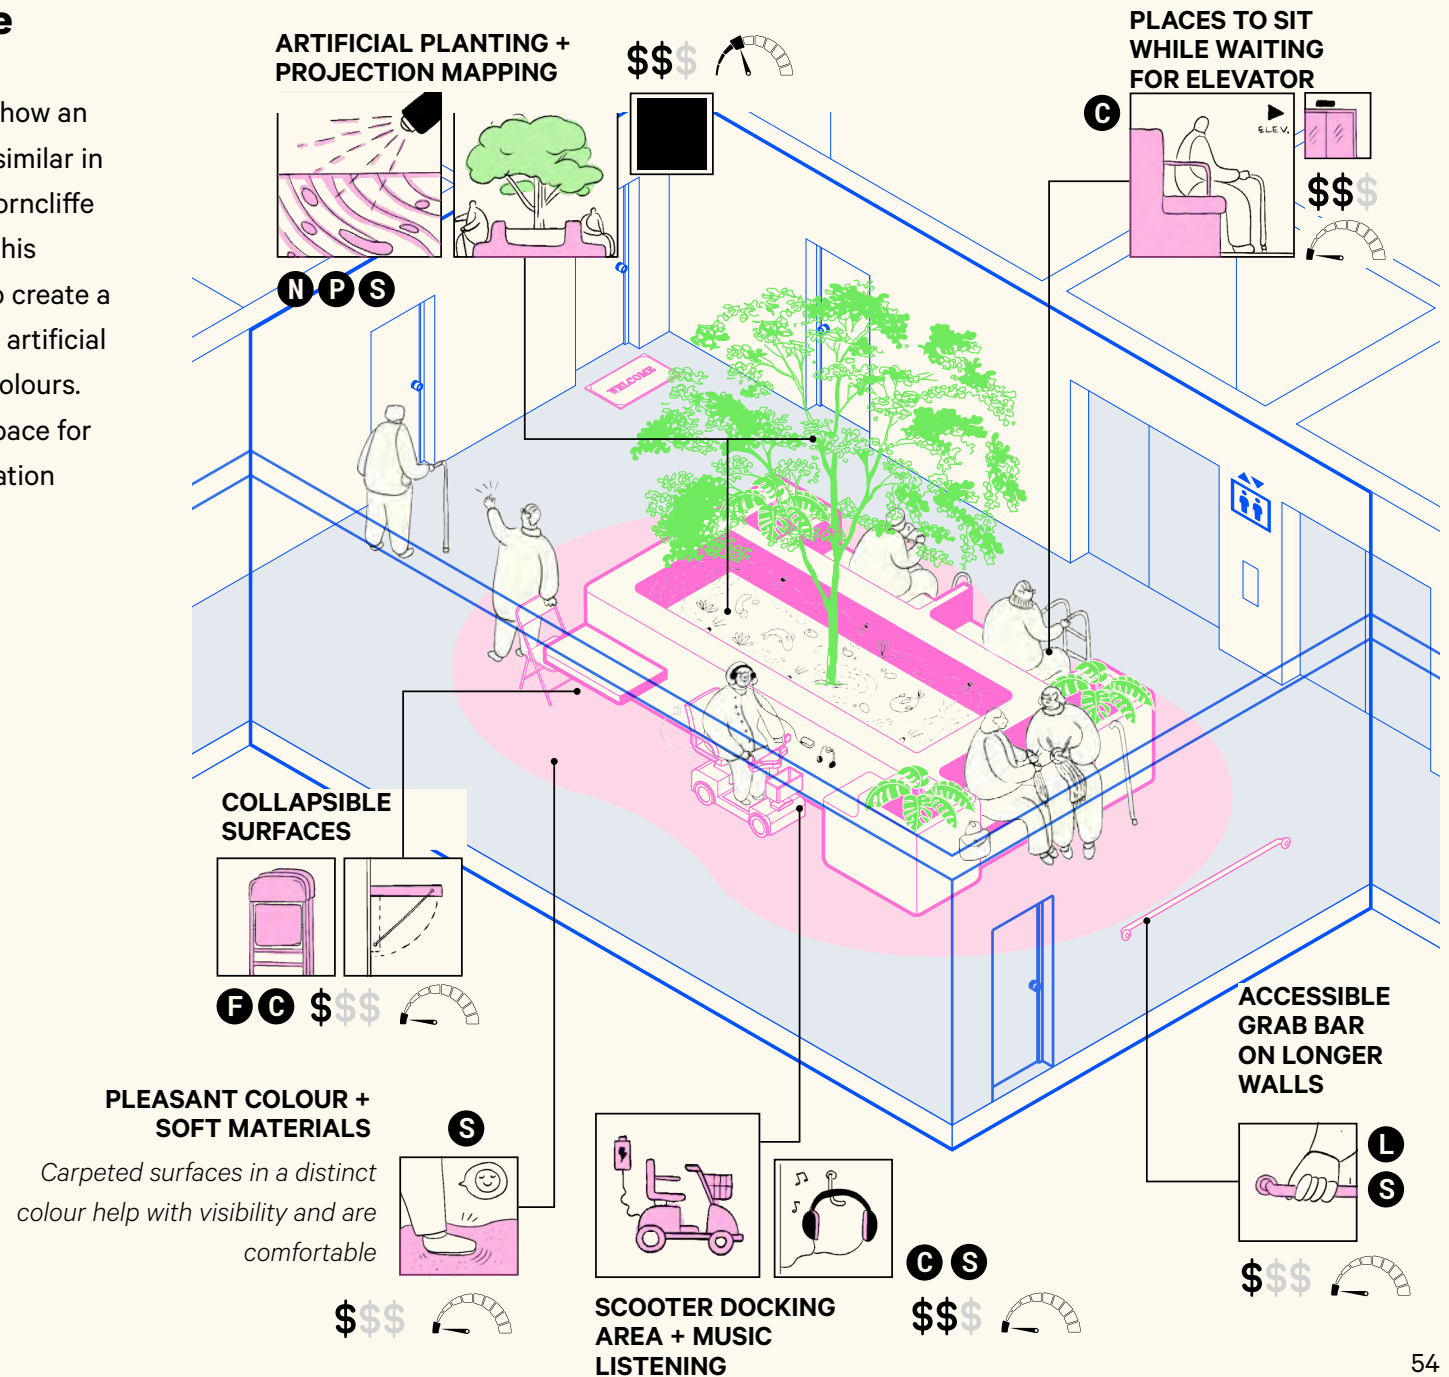 e
how an
similar in
orncliffe
his
o create a
artificial
olours.
pace for
ation
ARTIFICIAL PLANTING +
PROJECTION MAPPING
$$$
N P S
PLACES TO SIT
WHILE WAITING
FOR ELEVATOR
C
ELEV.
$$$
WELCOME
COLLAPSIBLE
SURFACES
F C $$$
PLEASANT COLOUR +
SOFT MATERIALS
S
Carpeted surfaces in a distinct
colour help with visibility and are
comfortable
$$$
C S
$$$
SCOOTER DOCKING
AREA + MUSIC
LISTENING
ACCESSIBLE
GRAB BAR
ON LONGER
WALLS
L
S
$$$
54